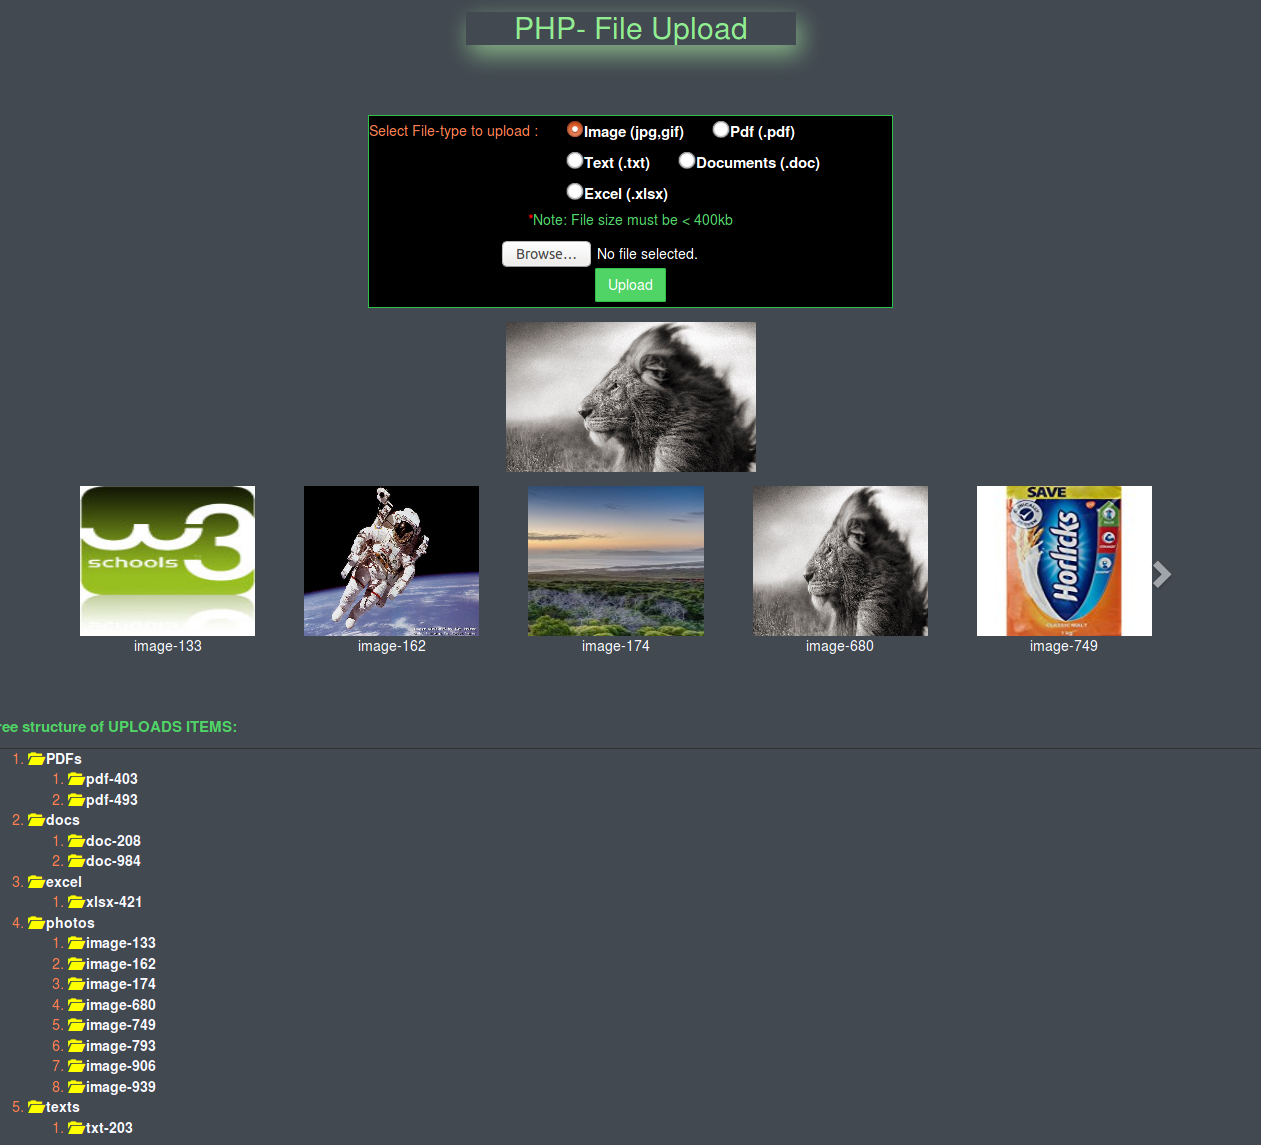 PHP- File Upload
Select File-type to upload : Image (jpg,gif) Pdf (.pdf)
Text (.txt) Documents (.doc)
Excel (.xlsx)
*Note: File size must be < 400kb
Browse... No file selected.
Upload
w3
schools
SAVE
Horlicks
CLASSIC MALT
image-133 image-162 image-174 image-680 image-749
ree structure of UPLOADS ITEMS:
1. PDFs
1. pdf-403
2. pdf-493
2. docs
1. doc-208
2. doc-984
3. excel
1. xlsx-421
4. photos
1. image-133
2. image-162
3. image-174
4. image-680
5. image-749
6. image-793
7. image-906
8. image-939
5. texts
1. txt-203